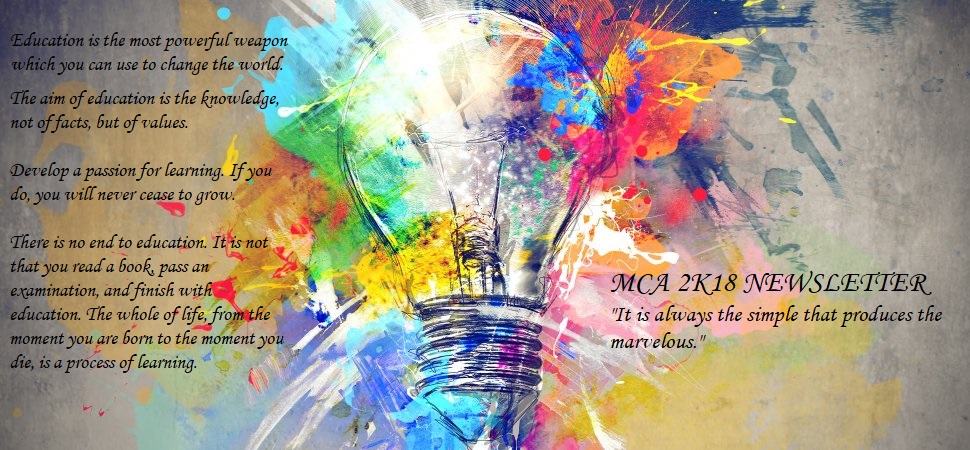 Education is the most powerful weapon
which you can use to change the world.
The aim of education is the knowledge,
not of facts, but of values.
Develop a passion for learning. If you
do, you will never cease to grow.
There is no end to education. It is not
that you read a book, pass an
examination, and finish with
education. The whole of life, from the
moment you are born to the moment you
die, is a process of learning.
MCA 2K18 NEWSLETTER
"It is always the simple that produces the
marvelous."